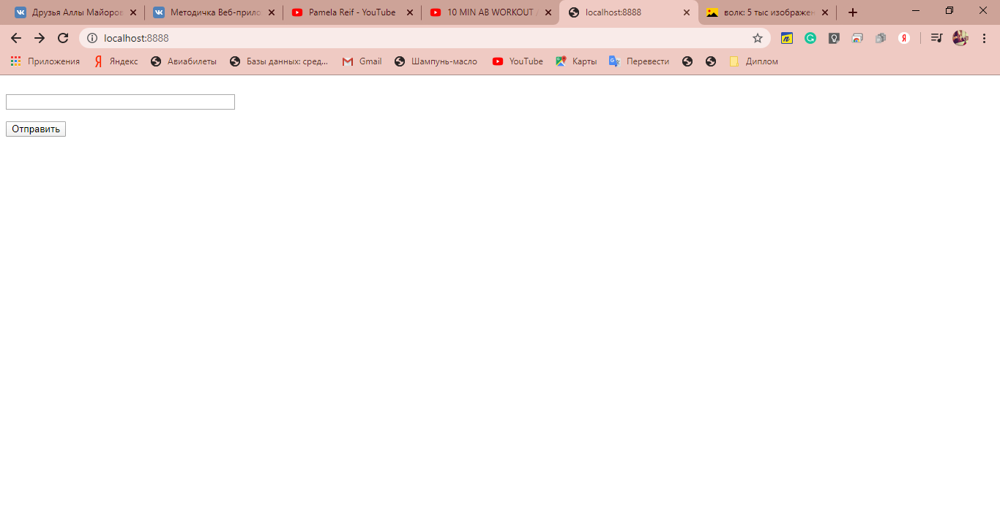 Друзья Аллы Майоров
Методичка Веб-прило
Pamela Reif - YouTube
10 MIN AB WORKOUT /
localhost:8888
волк: 5 тыс изображен
localhost:8888
Приложения
Яндекс
Авиабилеты
Базы данных: сред...
Gmail
Шампунь-масло
YouTube
Карты
Перевести
Диплом
Отправить